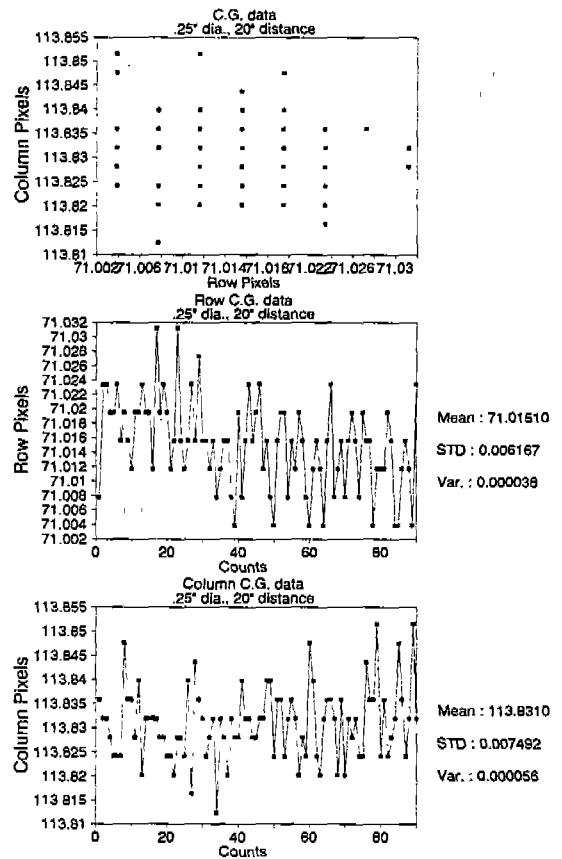 C.G. data
.25" dia., 20" distance
113.855
113.85
113.845
113.84
113.835
113.83
113.825
113.82
113.815
113.81
Column Pixels
71.002 71.006 71.01 71.014 71.018 71.022 71.026 71.03
Row Pixels
Row C.G. data
.25" dia., 20" distance
71.032
71.03
71.028
71.026
71.024
71.022
71.02
71.018
71.016
71.014
71.012
71.01
71.008
71.006
71.004
71.002
Row Pixels
0 20 40 60 80
Counts
Mean : 71.01510
STD : 0.006167
Var. : 0.000038
Column C.G. data
.25" dia., 20" distance
113.855
113.85
113.845
113.84
113.835
113.83
113.825
113.82
113.815
113.81
Column Pixels
0 20 40 60 80
Counts
Mean : 113.8310
STD : 0.007492
Var. : 0.000056